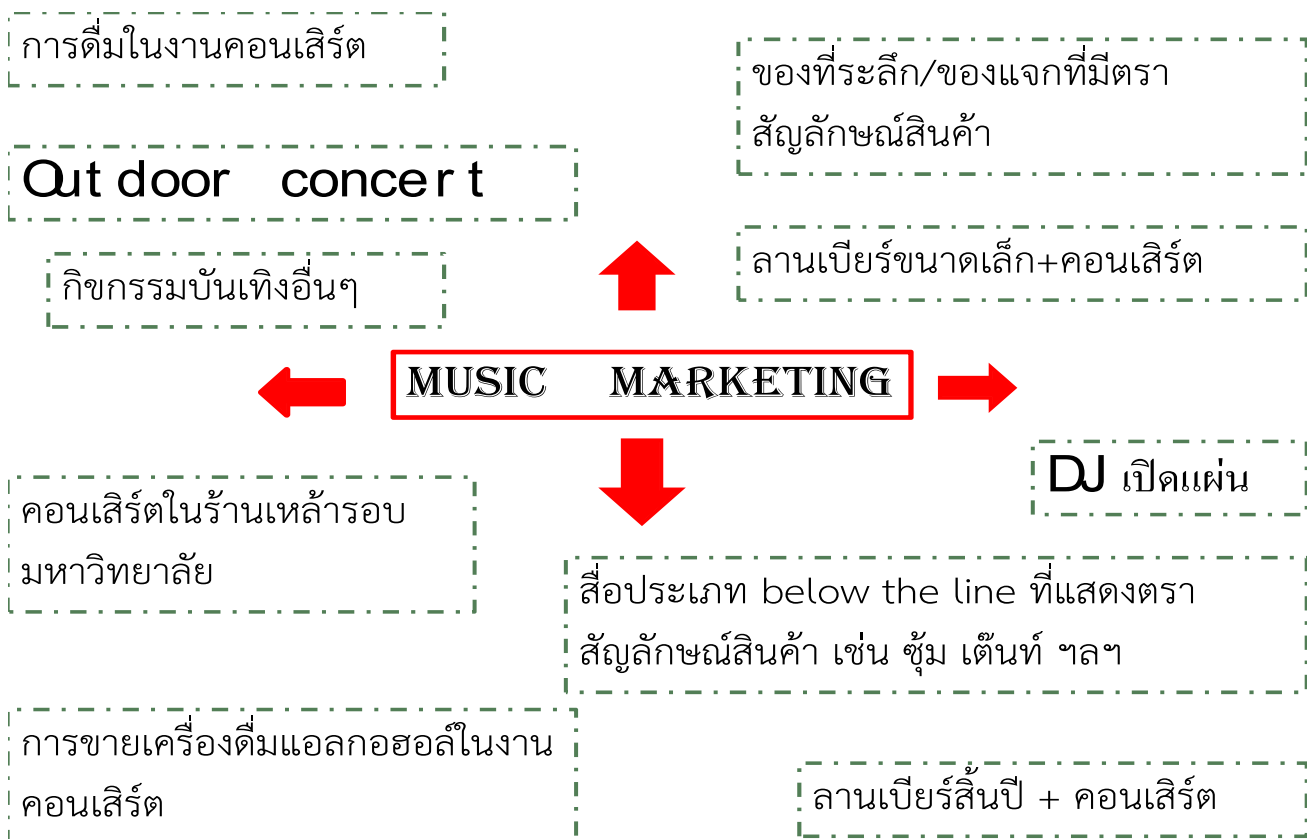 การดื่มในงานคอนเสิร์ต
ของที่ระลึก/ของแจกที่มีตรา
สัญลักษณ์สินค้า
Out door concert
ลานเบียร์ขนาดเล็ก+คอนเสิร์ต
กิขกรรมบันเทิงอื่นๆ
MUSIC MARKETING
DJ เปิดแผ่น
คอนเสิร์ตในร้านเหล้ารอบ
มหาวิทยาลัย
สื่อประเภท below the line ที่แสดงตรา
สัญลักษณ์สินค้า เช่น ซุ้ม เต๊นท์ ฯลฯ
การขายเครื่องดื่มแอลกอฮอล์ในงาน
คอนเสิร์ต
ลานเบียร์สิ้นปี + คอนเสิร์ต